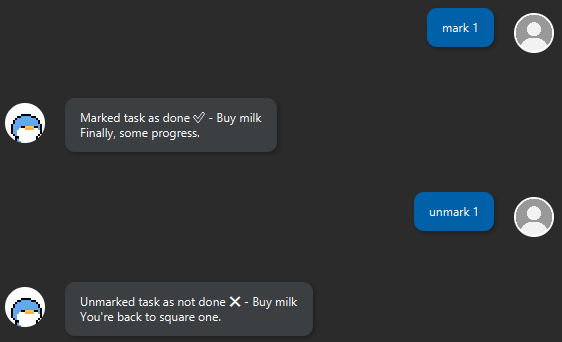 mark 1
Marked task as done ✅ - Buy milk
Finally, some progress.
unmark 1
Unmarked task as not done ❌ - Buy milk
You're back to square one.